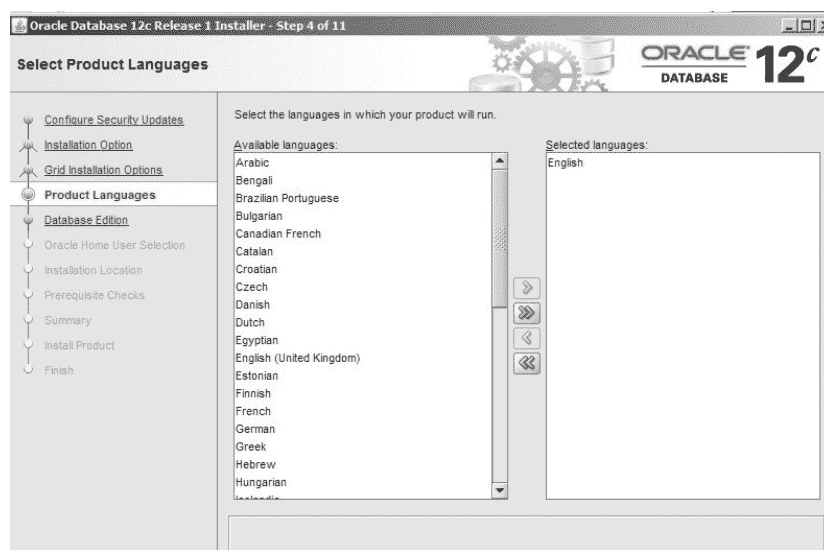 Oracle Database 12c Release 1 Installer - Step 4 of 11
Select Product Languages
ORACLE
DATABASE
12c
Configure Security Updates
Installation Option
Grid Installation Options
Product Languages
Database Edition
Oracle Home User Selection
Installation Location
Prerequisite Checks
Summary
Install Product
Finish
Select the languages in which your product will run.
Available languages:
Arabic
Bengali
Brazilian Portuguese
Bulgarian
Canadian French
Catalan
Croatian
Czech
Danish
Dutch
Egyptian
English (United Kingdom)
Estonian
Finnish
French
German
Greek
Hebrew
Hungarian
Selected languages:
English